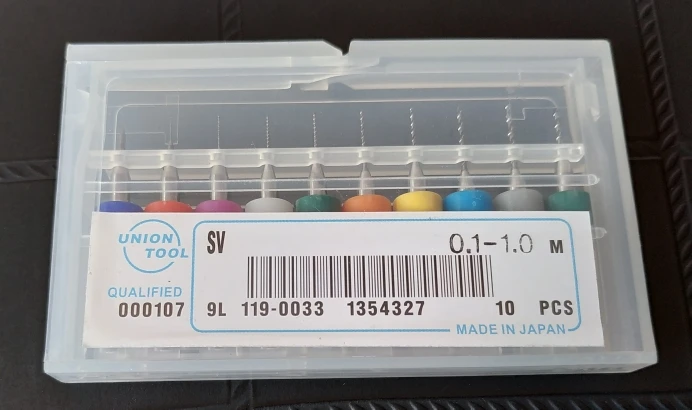 UNION
TOOL
SV
0.1-1.0 M
QUALIFIED
000107
9L 119-0033 1354327 10 PCS
MADE IN JAPAN